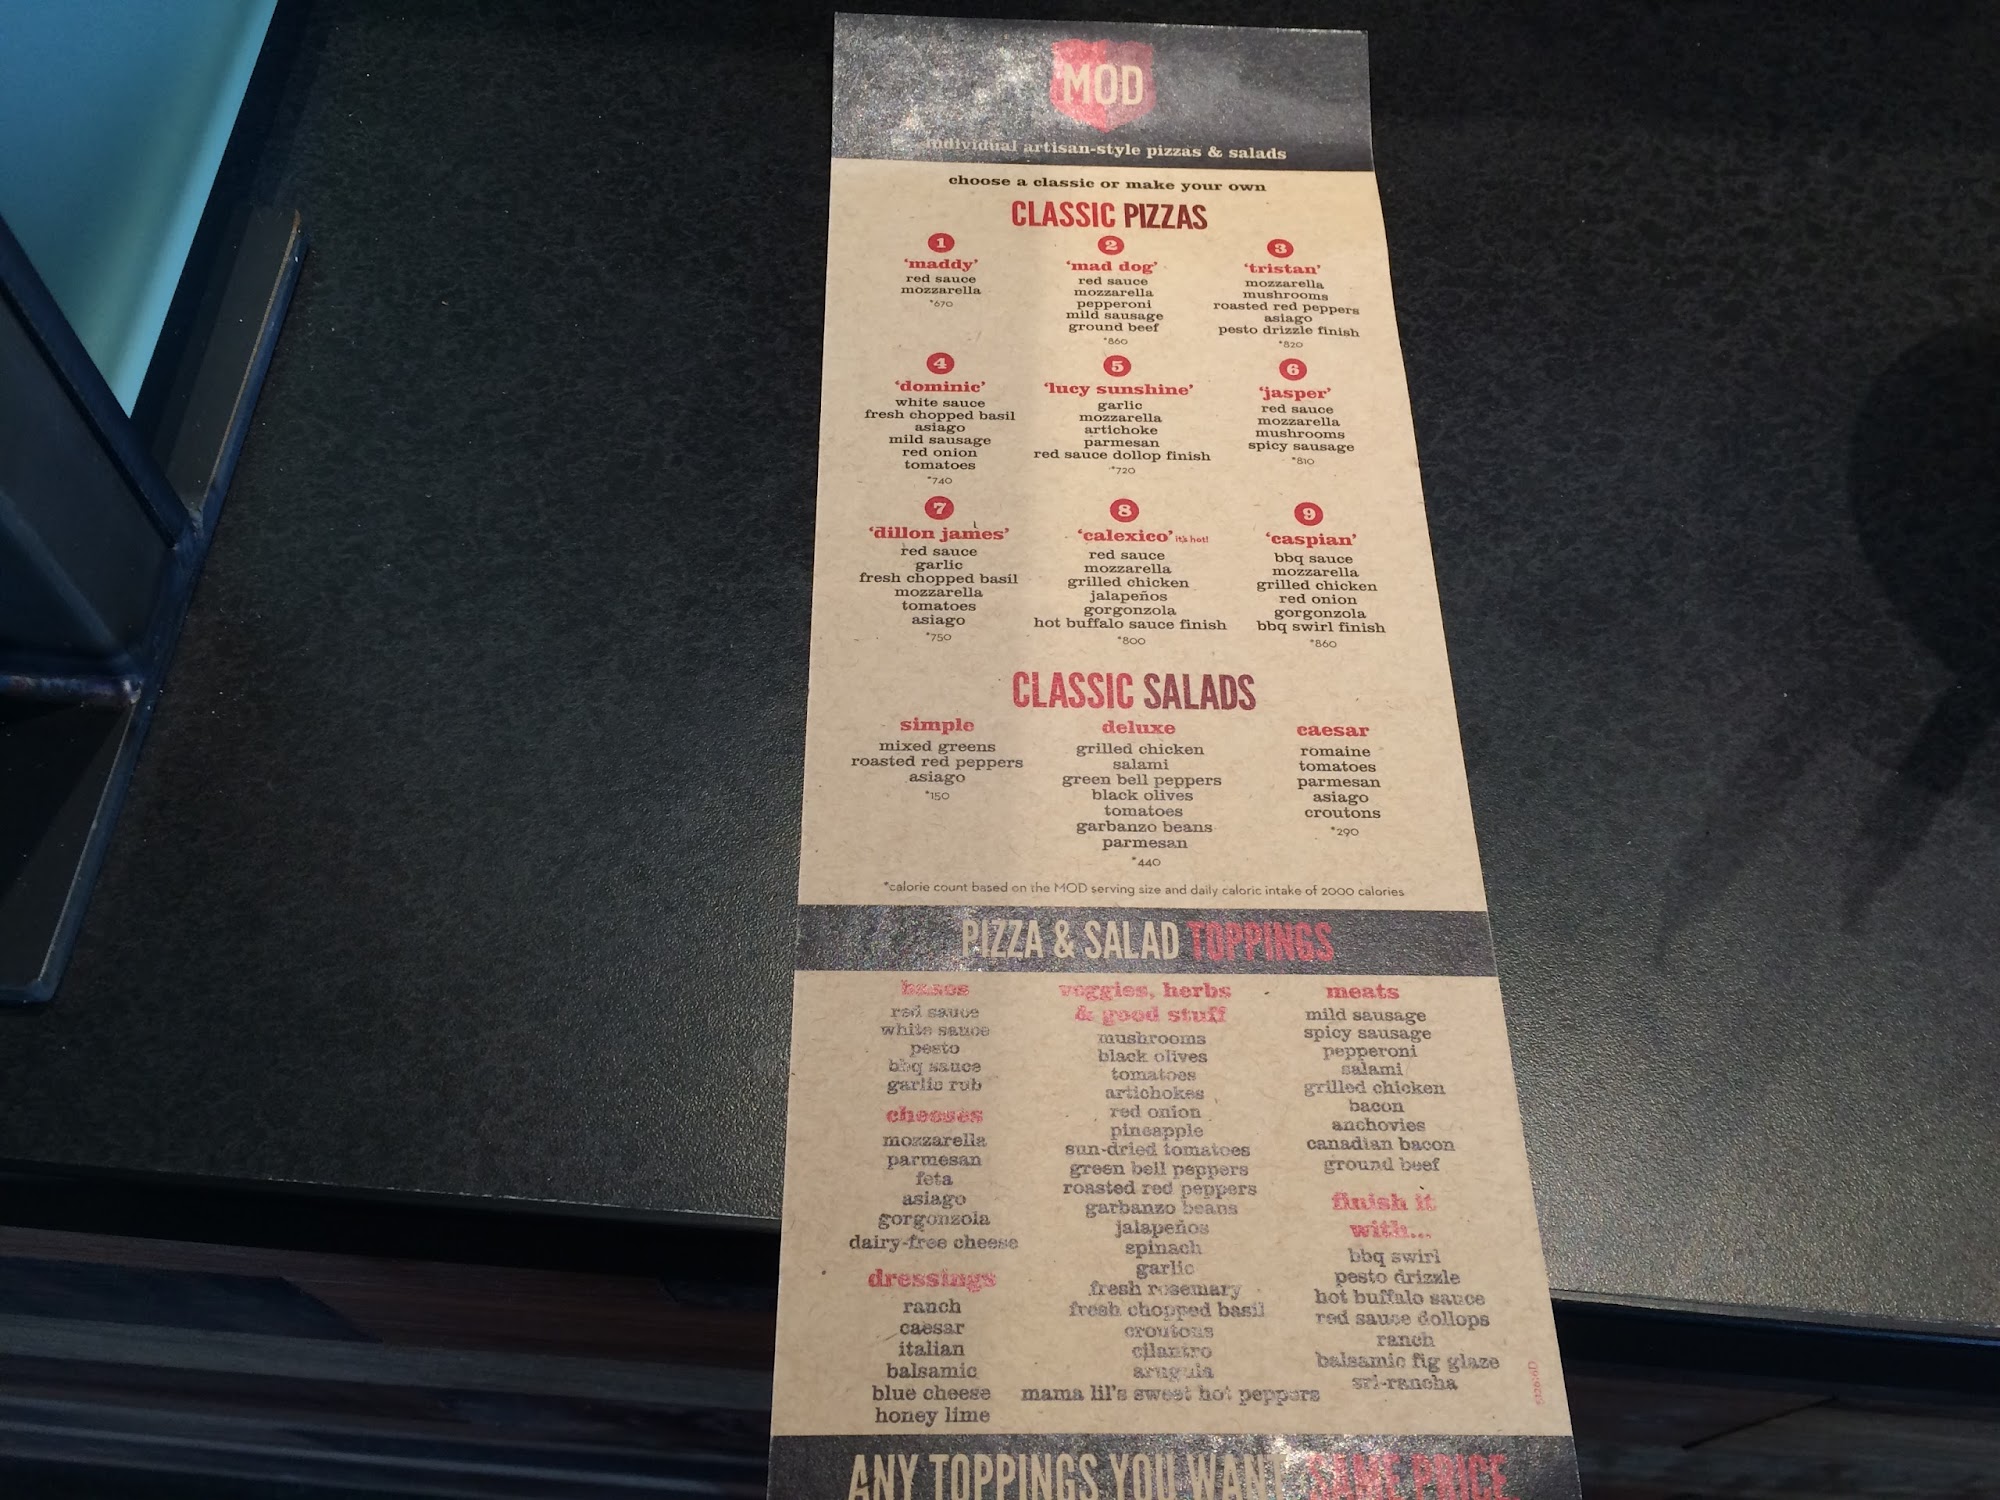 MOD
individual artisan-style pizzas & salads
choose a classic or make your own
CLASSIC PIZZAS
1
'maddy'
red sauce
mozzarella
*670
2
'mad dog'
red sauce
mozzarella
pepperoni
mild sausage
ground beef
*860
3
'tristan'
mozzarella
mushrooms
roasted red peppers
asiago
pesto drizzle finish
*820
4
'dominic'
white sauce
fresh chopped basil
asiago
mild sausage
red onion
tomatoes
*740
5
'lucy sunshine'
garlic
mozzarella
artichoke
parmesan
red sauce dollop finish
*720
6
'jasper'
red sauce
mozzarella
mushrooms
spicy sausage
*810
7
'dillon james'
red sauce
garlic
fresh chopped basil
mozzarella
tomatoes
asiago
*750
8
'calexico' it's hot!
red sauce
mozzarella
grilled chicken
jalapeños
gorgonzola
hot buffalo sauce finish
*800
9
'caspian'
bbq sauce
mozzarella
grilled chicken
red onion
gorgonzola
bbq swirl finish
*860
CLASSIC SALADS
simple
mixed greens
roasted red peppers
asiago
*150
deluxe
grilled chicken
salami
green bell peppers
black olives
tomatoes
garbanzo beans
parmesan
*440
caesar
romaine
tomatoes
parmesan
asiago
croutons
*290
*calorie count based on the MOD serving size and daily caloric intake of 2000 calories
PIZZA & SALAD TOPPINGS
bases
red sauce
white sauce
pesto
bbq sauce
garlic rub
cheeses
mozzarella
parmesan
feta
asiago
gorgonzola
dairy-free cheese
dressings
ranch
caesar
italian
balsamic
blue cheese
honey lime
veggies, herbs
& good stuff
mushrooms
black olives
tomatoes
artichokes
red onion
pineapple
sun-dried tomatoes
green bell peppers
roasted red peppers
garbanzo beans
jalapeños
spinach
garlic
fresh rosemary
fresh chopped basil
croutons
cilantro
arugula
mama lil's sweet hot peppers
meats
mild sausage
spicy sausage
pepperoni
salami
grilled chicken
bacon
anchovies
canadian bacon
ground beef
finish it
with...
bbq swirl
pesto drizzle
hot buffalo sauce
red sauce dollops
ranch
balsamic fig glaze
sri-rancha
ANY TOPPINGS YOU WANT SAME PRICE